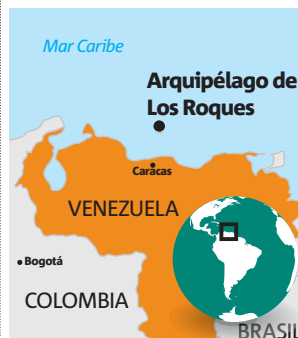 Mar Caribe
Arquipélago de
Los Roques
Caracas
VENEZUELA
Bogotá
COLOMBIA
BRASIL